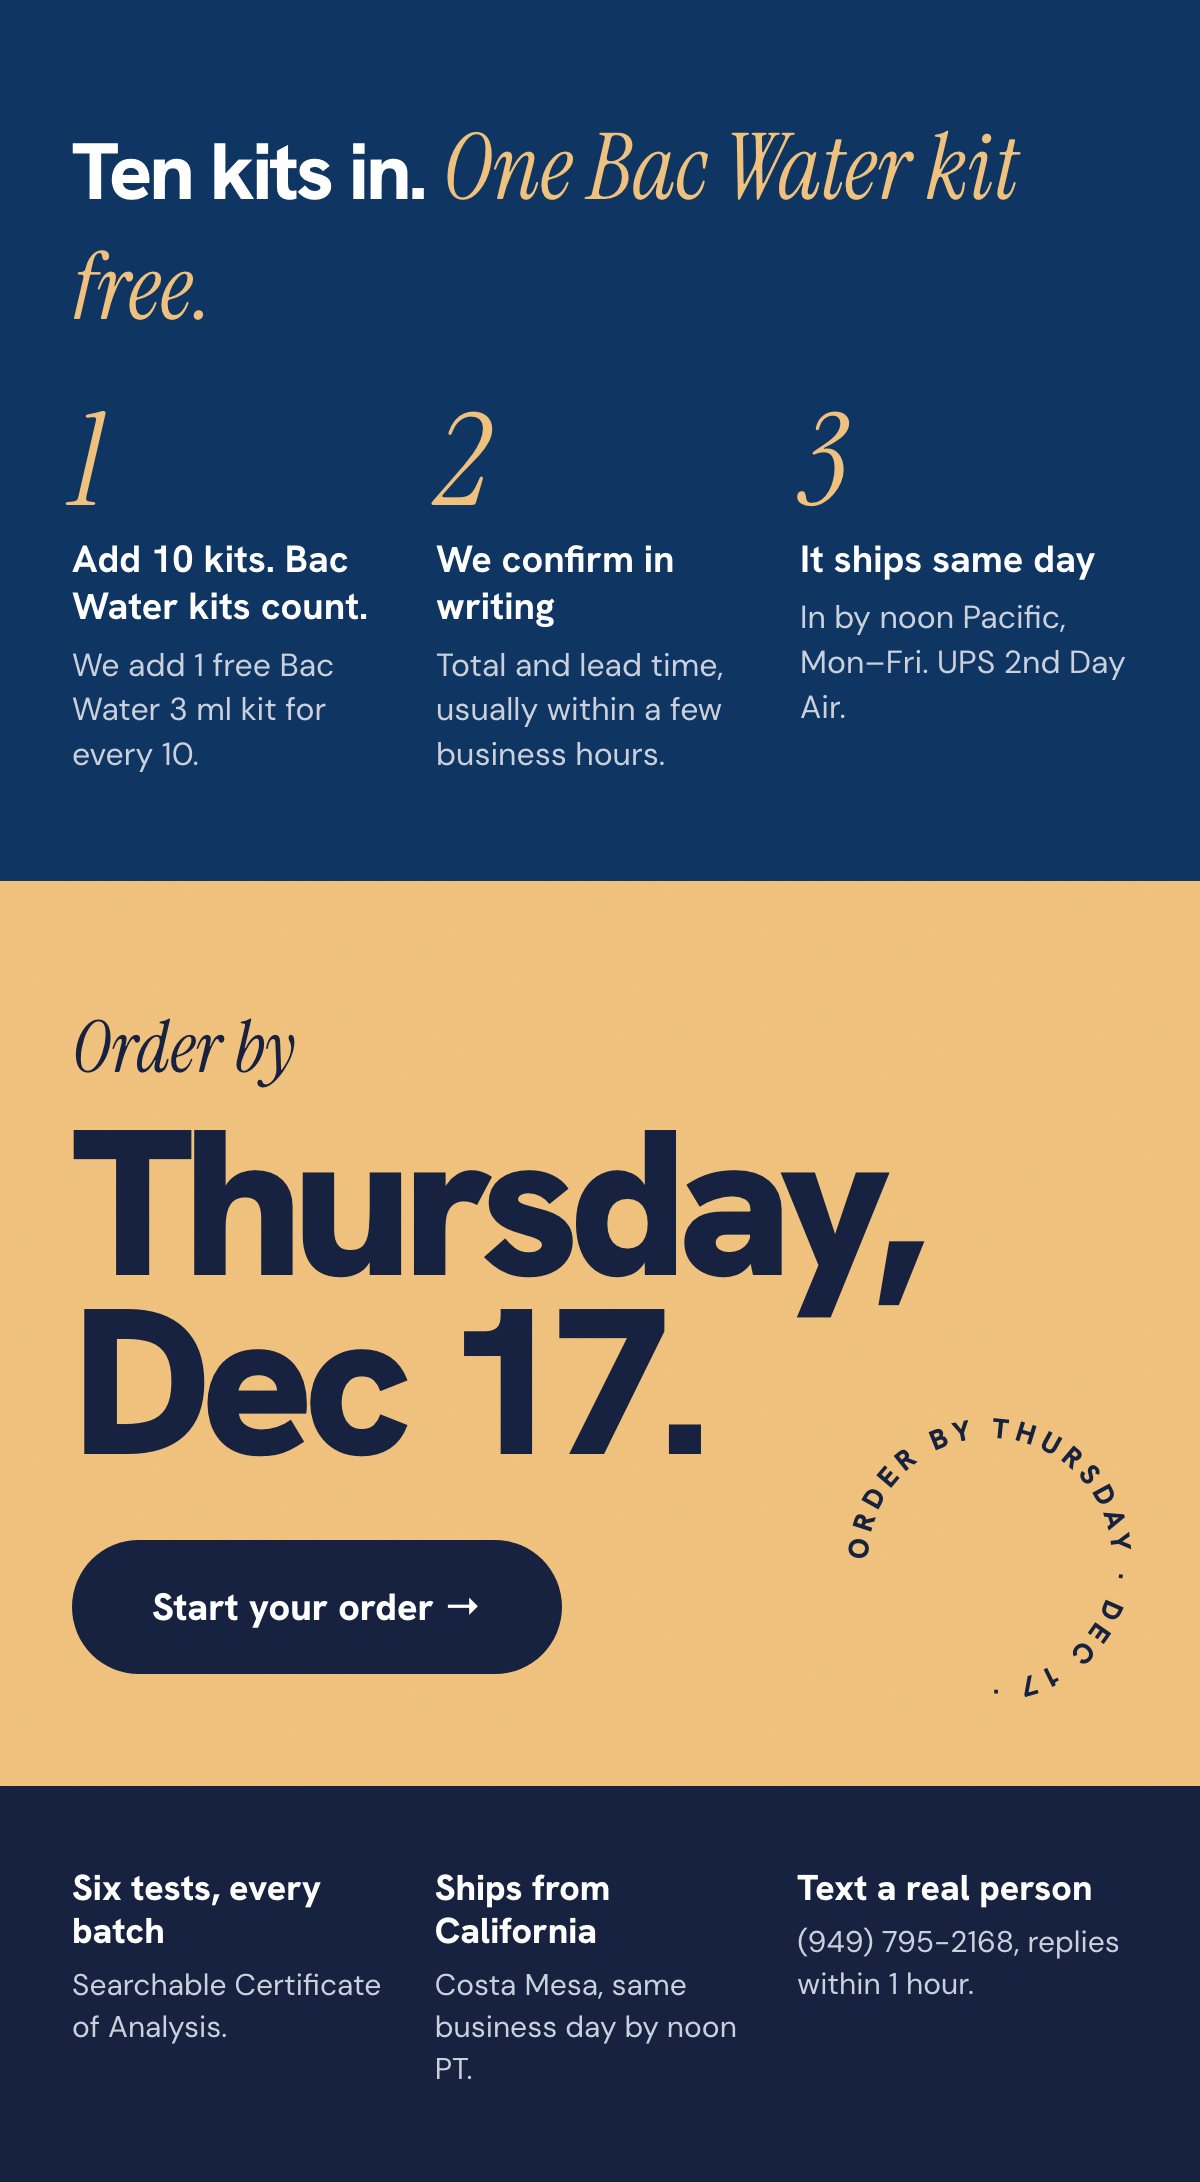 Ten kits in. One Bac Water kit
free.
1
Add 10 kits. Bac
Water kits count.
We add 1 free Bac
Water 3 ml kit for
every 10.
2
We confirm in
writing
Total and lead time,
usually within a few
business hours.
3
It ships same day
In by noon Pacific,
Mon–Fri. UPS 2nd Day
Air.
Order by
Thursday,
Dec 17.
Start your order →
ORDER BY THURSDAY · DEC 17 ·
Six tests, every
batch
Searchable Certificate
of Analysis.
Ships from
California
Costa Mesa, same
business day by noon
PT.
Text a real person
(949) 795-2168, replies
within 1 hour.